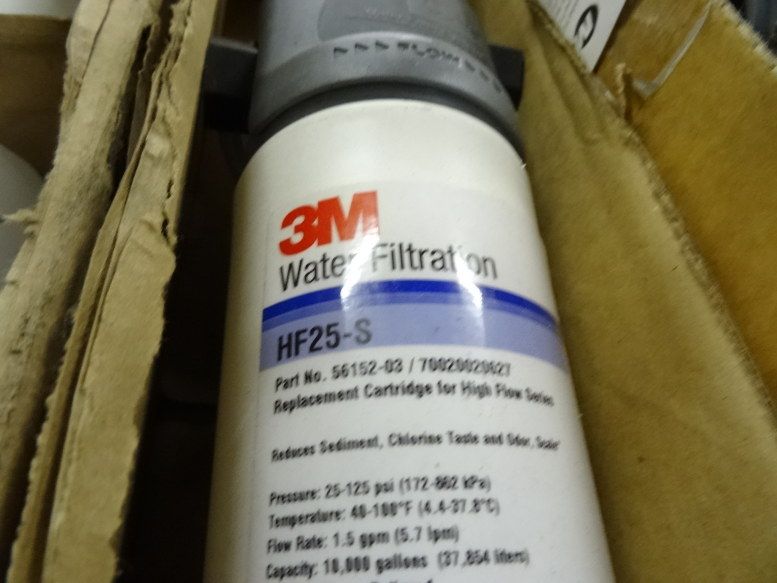 ▷▷▷FLOW▷▷▷
3M
Water Filtration
HF25-S
Part No. 56152-03 / 70020020627
Replacement Cartridge for High Flow Series
Reduces Sediment, Chlorine Taste and Odor, Scale*
Pressure: 25-125 psi (172-862 kPa)
Temperature: 40-100°F (4.4-37.8°C)
Flow Rate: 1.5 gpm (5.7 lpm)
Capacity: 10,000 gallons (37,854 liters)